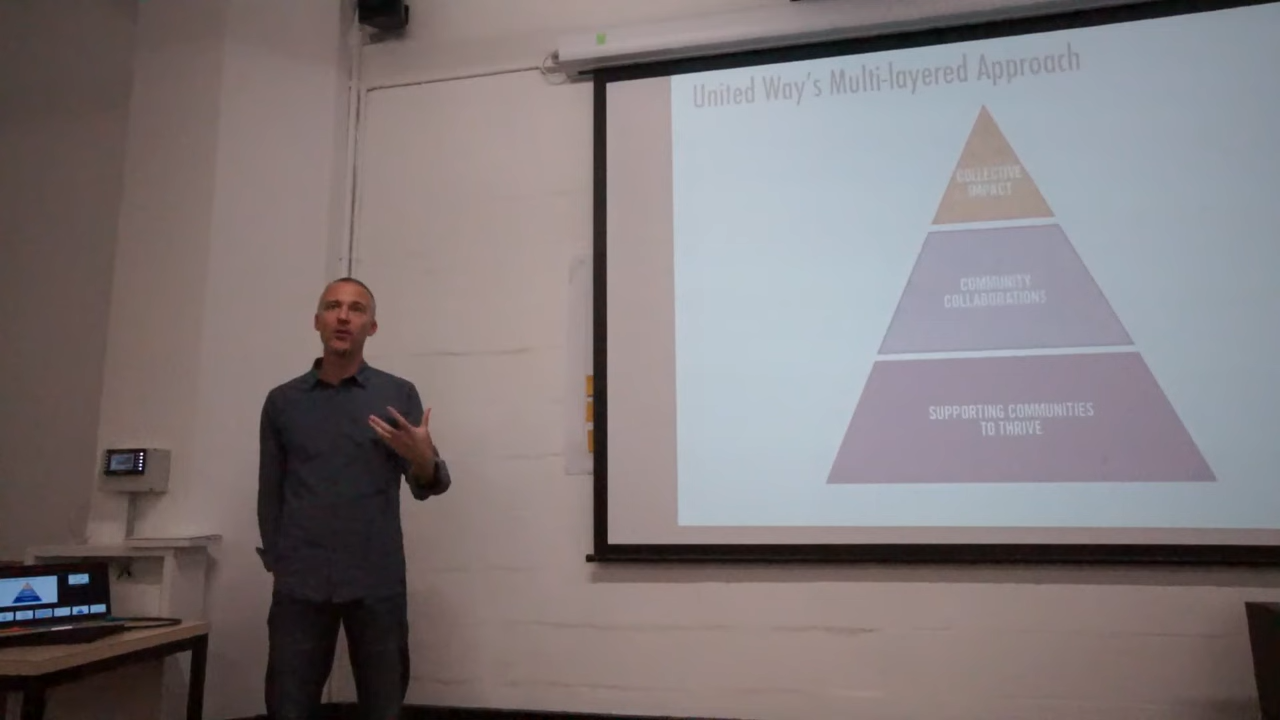 United Way's Multi-layered Approach
COLLECTIVE
IMPACT
COMMUNITY
COLLABORATIONS
SUPPORTING COMMUNITIES
TO THRIVE